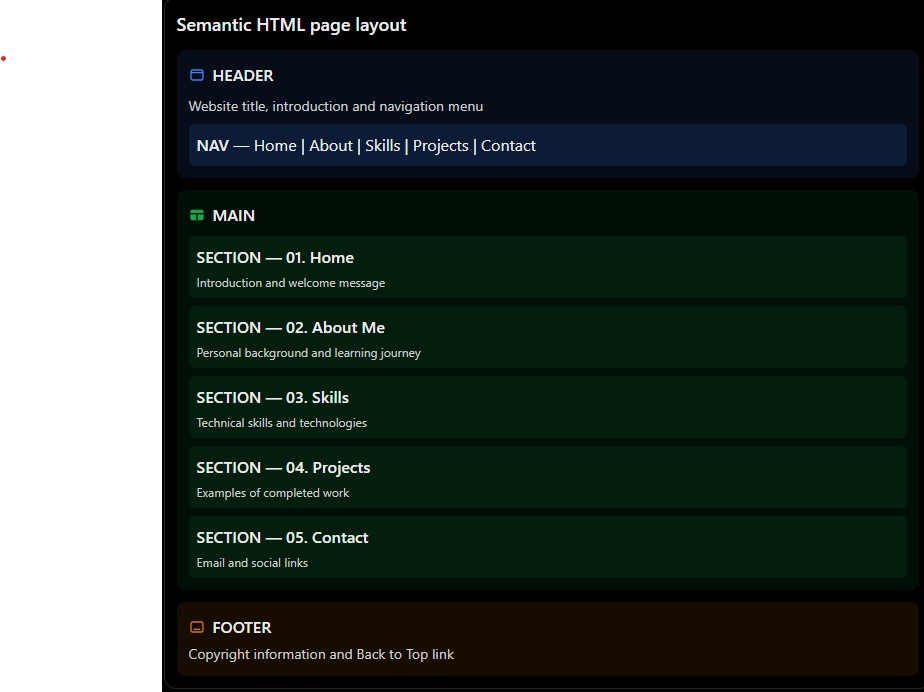 Semantic HTML page layout
HEADER
Website title, introduction and navigation menu
NAV — Home | About | Skills | Projects | Contact
MAIN
SECTION — 01. Home
Introduction and welcome message
SECTION — 02. About Me
Personal background and learning journey
SECTION — 03. Skills
Technical skills and technologies
SECTION — 04. Projects
Examples of completed work
SECTION — 05. Contact
Email and social links
FOOTER
Copyright information and Back to Top link